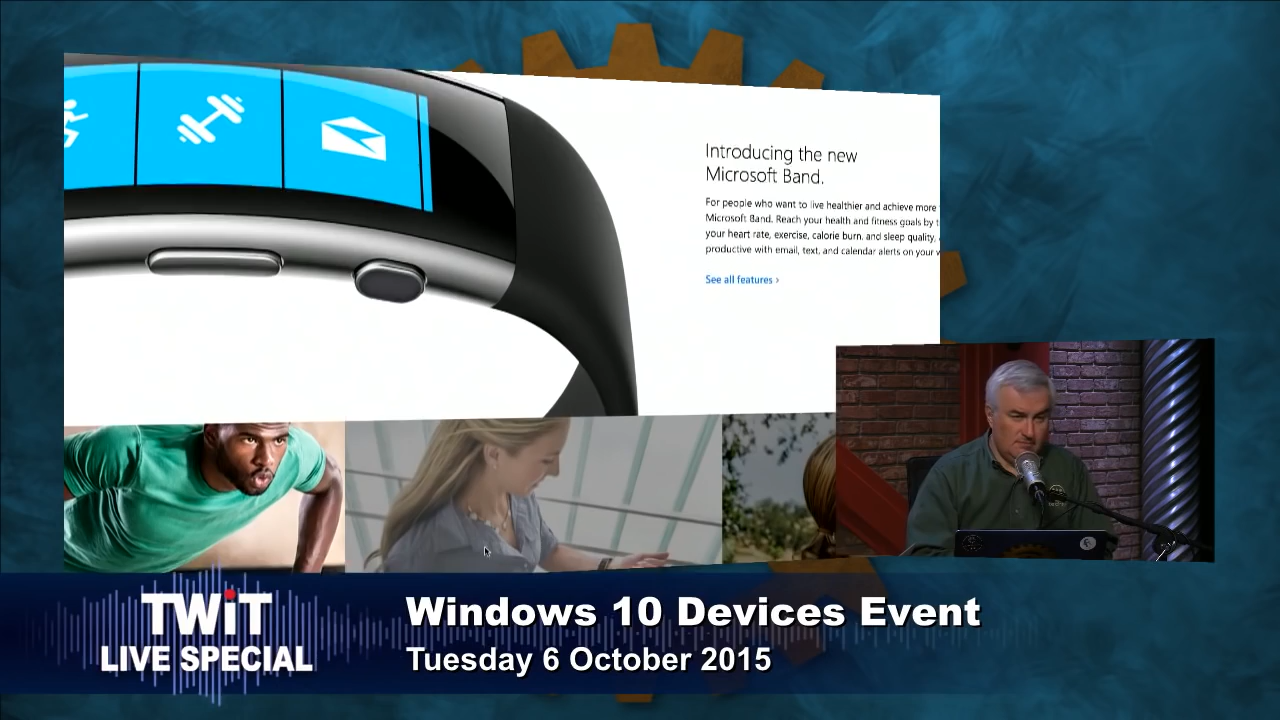 Introducing the new
Microsoft Band.
For people who want to live healthier and achieve more
Microsoft Band. Reach your health and fitness goals by t
your heart rate, exercise, calorie burn, and sleep quality,
productive with email, text, and calendar alerts on your w
See all features ›
TWiT
LIVE SPECIAL
Windows 10 Devices Event
Tuesday 6 October 2015